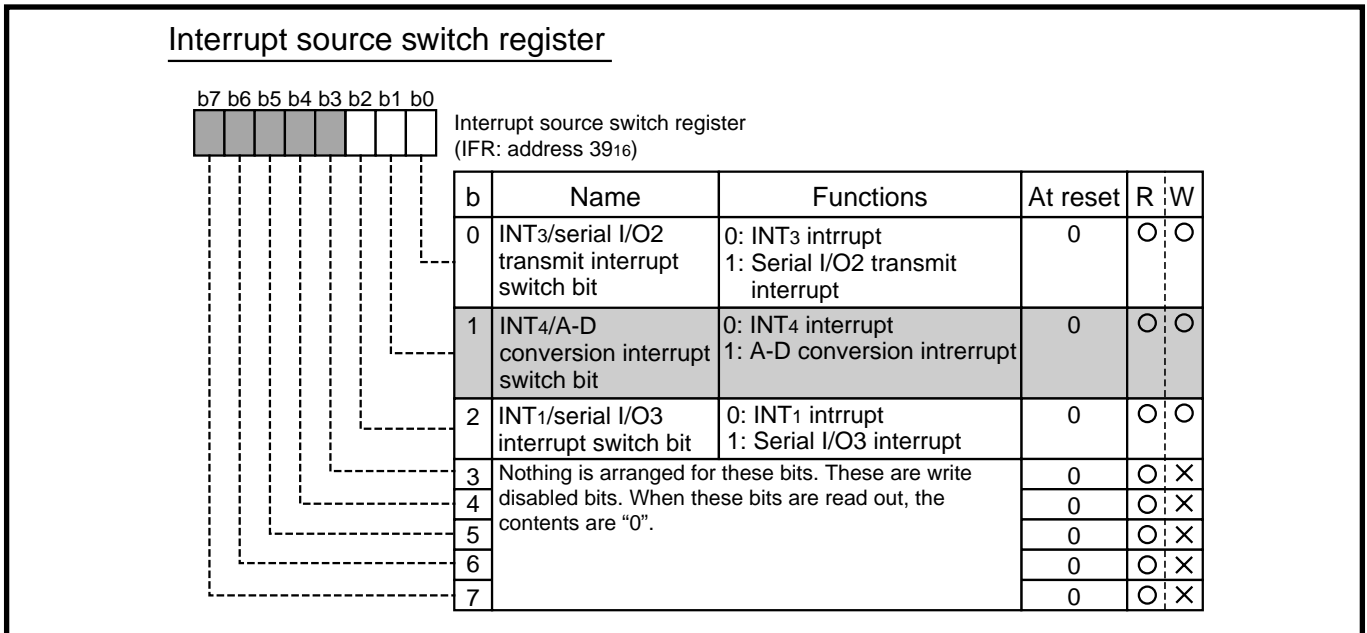 Interrupt source switch register
b7 b6 b5 b4 b3 b2 b1 b0
Interrupt source switch register
(IFR: address 3916)
b Name Functions At reset R W
0 INT3/serial I/O2 transmit interrupt switch bit 0: INT3 intrrupt 1: Serial I/O2 transmit interrupt 0 O O
1 INT4/A-D conversion interrupt switch bit 0: INT4 interrupt 1: A-D conversion intrerrupt 0 O O
2 INT1/serial I/O3 interrupt switch bit 0: INT1 intrrupt 1: Serial I/O3 interrupt 0 O O
3 Nothing is arranged for these bits. These are write 0 O ×
4 disabled bits. When these bits are read out, the 0 O ×
contents are “0”.
5 0 O ×
6 0 O ×
7 0 O ×